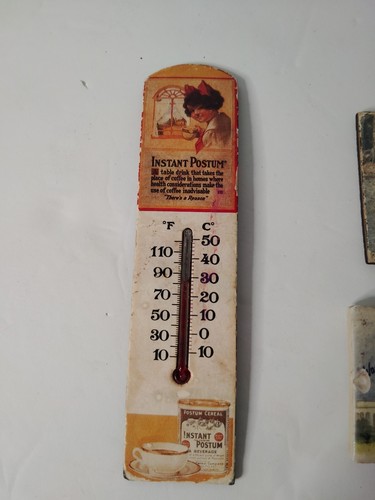 INSTANT POSTUM
A table drink that takes the
place of coffee in homes where
health considerations make the
use of coffee inadvisable
"There's a Reason"
°F C°
50
110 40
90 30
70 20
50 10
30 0
10 10
POSTUM CEREAL
INSTANT
POSTUM
A BEVERAGE